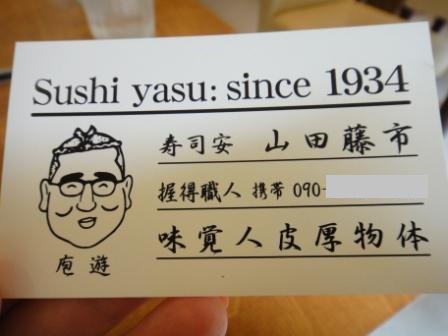 Sushi yasu: since 1934
寿司安 山田藤市
握得職人 携帯 090-
味覚人皮厚物体
庖遊